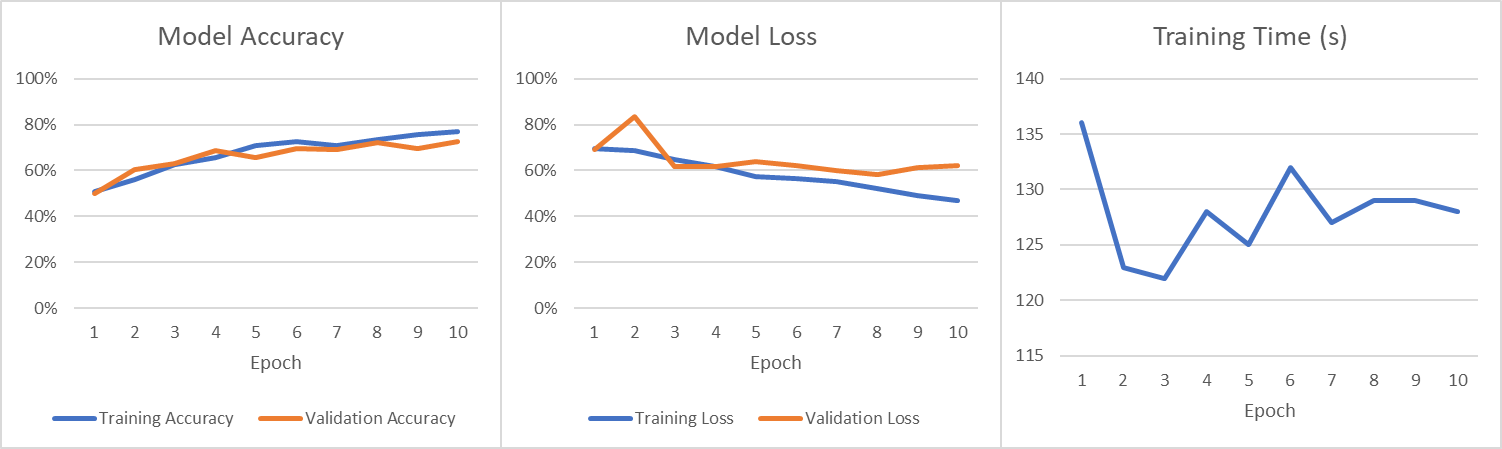 Model Accuracy
100%
80%
60%
40%
20%
0%
1 2 3 4 5 6 7 8 9 10
Epoch
Training Accuracy Validation Accuracy
Model Loss
100%
80%
60%
40%
20%
0%
1 2 3 4 5 6 7 8 9 10
Epoch
Training Loss Validation Loss
Training Time (s)
140
135
130
125
120
115
1 2 3 4 5 6 7 8 9 10
Epoch